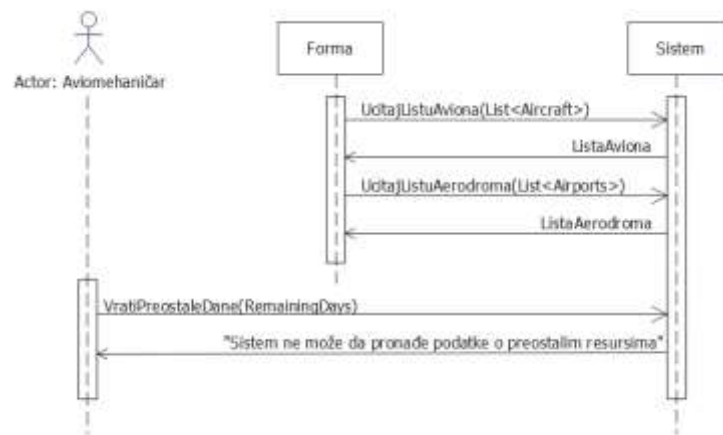 Forma
Sistem
Actor: Aviomehaničar
UcitajListuAviona(List<Aircraft>)
ListaAviona
UcitajListuAerodroma(List<Airports>)
ListaAerodroma
VratiPreostaleDane(RemainingDays)
"Sistem ne može da pronađe podatke o preostalim resursima"